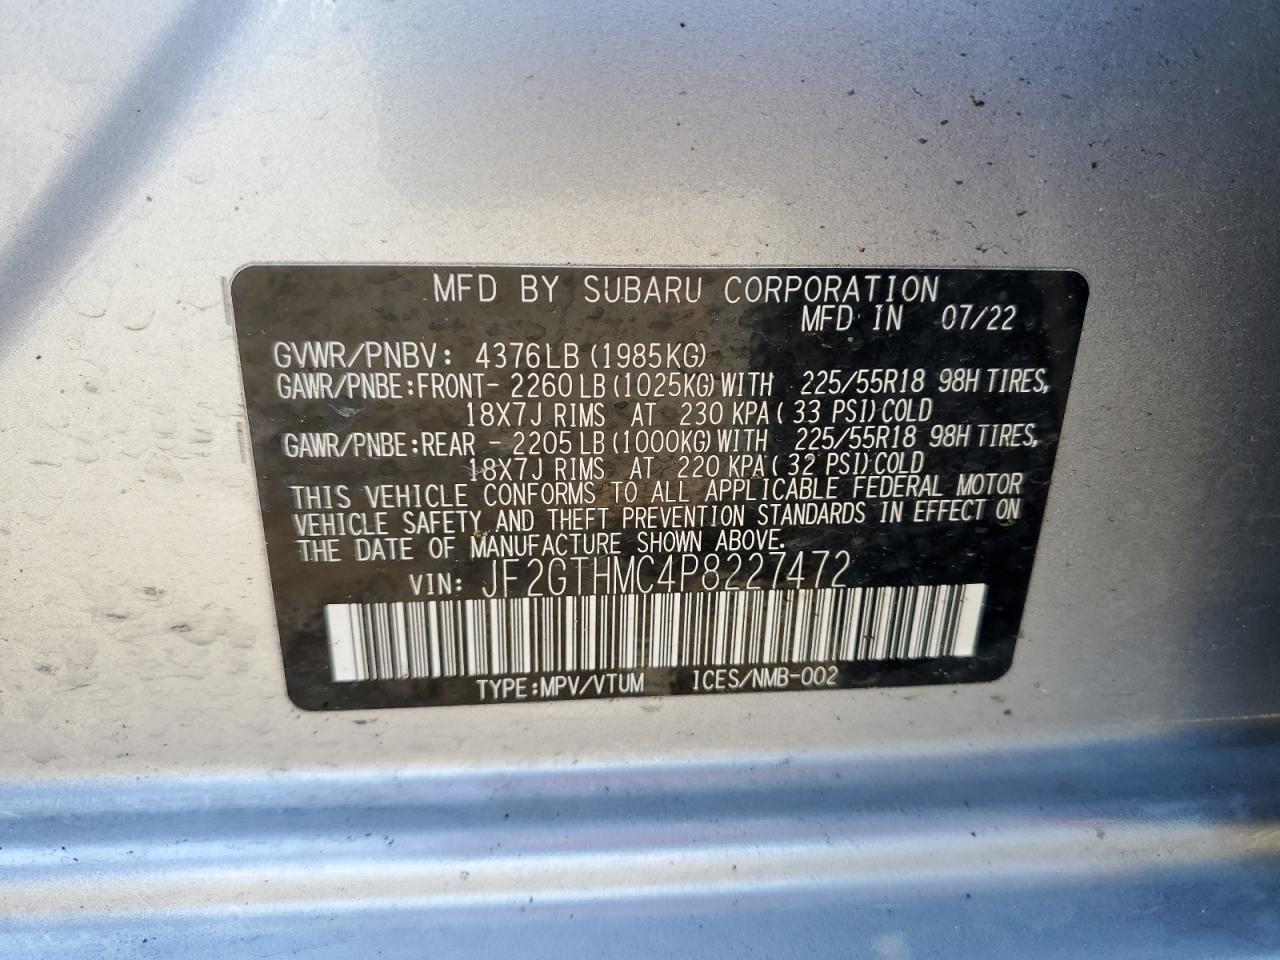 MFD BY SUBARU CORPORATION
MFD IN 07/22
GVWR/PNBV: 4376LB (1985KG)
GAWR/PNBE:FRONT- 2260 LB (1025KG) WITH 225/55R18 98H TIRES,
18X7J RIMS AT 230 KPA ( 33 PSI) COLD
GAWR/PNBE:REAR - 2205 LB (1000KG) WITH 225/55R18 98H TIRES,
18X7J RIMS AT 220 KPA ( 32 PSI) COLD
THIS VEHICLE CONFORMS TO ALL APPLICABLE FEDERAL MOTOR
VEHICLE SAFETY AND THEFT PREVENTION STANDARDS IN EFFECT ON
THE DATE OF MANUFACTURE SHOWN ABOVE.
VIN: JF2GTHMC4P8227472
TYPE:MPV/VTUM ICES/NMB-002